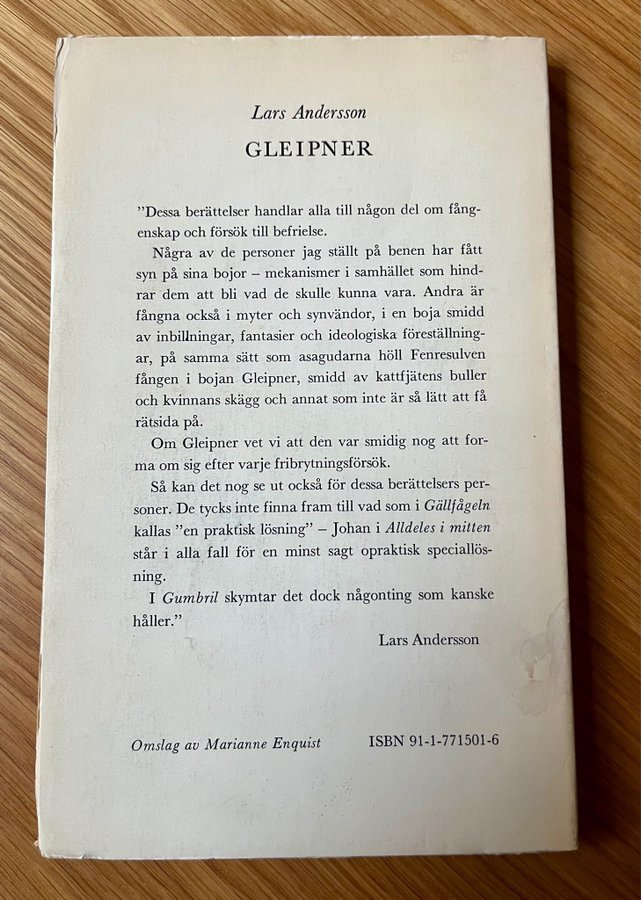 Lars Andersson
GLEIPNER
"Dessa berättelser handlar alla till någon del om fång-
enskap och försök till befrielse.
Några av de personer jag ställt på benen har fått
syn på sina bojor – mekanismer i samhället som hind-
rar dem att bli vad de skulle kunna vara. Andra är
fångna också i myter och synvändor, i en boja smidd
av inbillningar, fantasier och ideologiska föreställning-
ar, på samma sätt som asagudarna höll Fenresulven
fången i bojan Gleipner, smidd av kattfjätens buller
och kvinnans skägg och annat som inte är så lätt att få
rätsida på.
Om Gleipner vet vi att den var smidig nog att for-
ma om sig efter varje fribrytningsförsök.
Så kan det nog se ut också för dessa berättelsers per-
soner. De tycks inte finna fram till vad som i Gällfågeln
kallas "en praktisk lösning" – Johan i Alldeles i mitten
står i alla fall för en minst sagt opraktisk speciallös-
ning.
I Gumbril skymtar det dock någonting som kanske
håller."
Lars Andersson
Omslag av Marianne Enquist
ISBN 91-1-771501-6